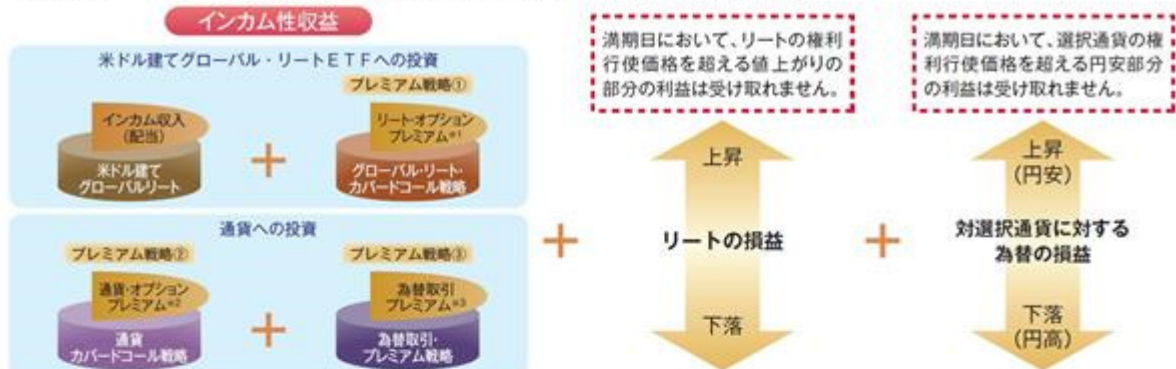 インカム性収益
米ドル建てグローバル・リートETFへの投資
プレミアム戦略①
インカム収入
(配当)
米ドル建て
グローバルリート
+
リート・オプション
プレミアム※1
グローバル・リート・
カバードコール戦略
通貨への投資
プレミアム戦略②
通貨・オプション
プレミアム※2
通貨
カバードコール戦略
+
プレミアム戦略③
為替取引
プレミアム※3
為替取引・
プレミアム戦略
+
満期日において、リートの権利
行使価格を超える値上がりの
部分の利益は受け取れません。
上昇
リートの損益
下落
+
満期日において、選択通貨の権
利行使価格を超える円安部分
の利益は受け取れません。
上昇
(円安)
対選択通貨に対する
為替の損益
下落
(円高)